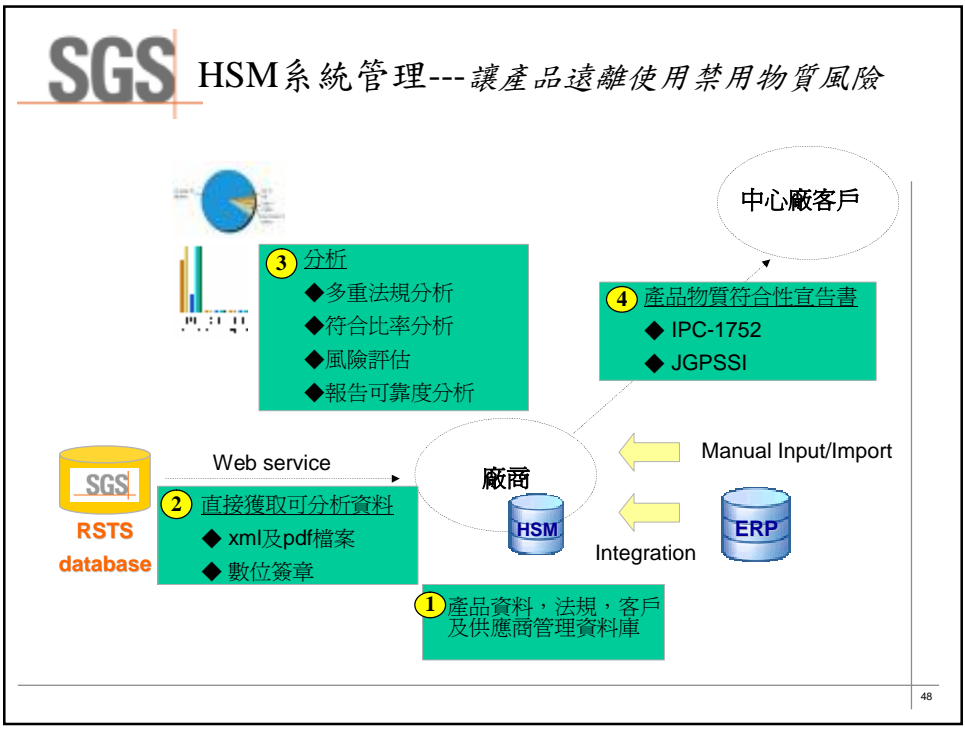 SGS
HSM系統管理---讓產品遠離使用禁用物質風險
中心廠客戶
3 分析
◆多重法規分析
◆符合比率分析
◆風險評估
◆報告可靠度分析
4 產品物質符合性宣告書
◆ IPC-1752
◆ JGPSSI
SGS
RSTS
database
Web service
2 直接獲取可分析資料
◆ xml及pdf檔案
◆ 數位簽章
廠商
HSM
Manual Input/Import
Integration
ERP
1 產品資料，法規，客戶
及供應商管理資料庫
48